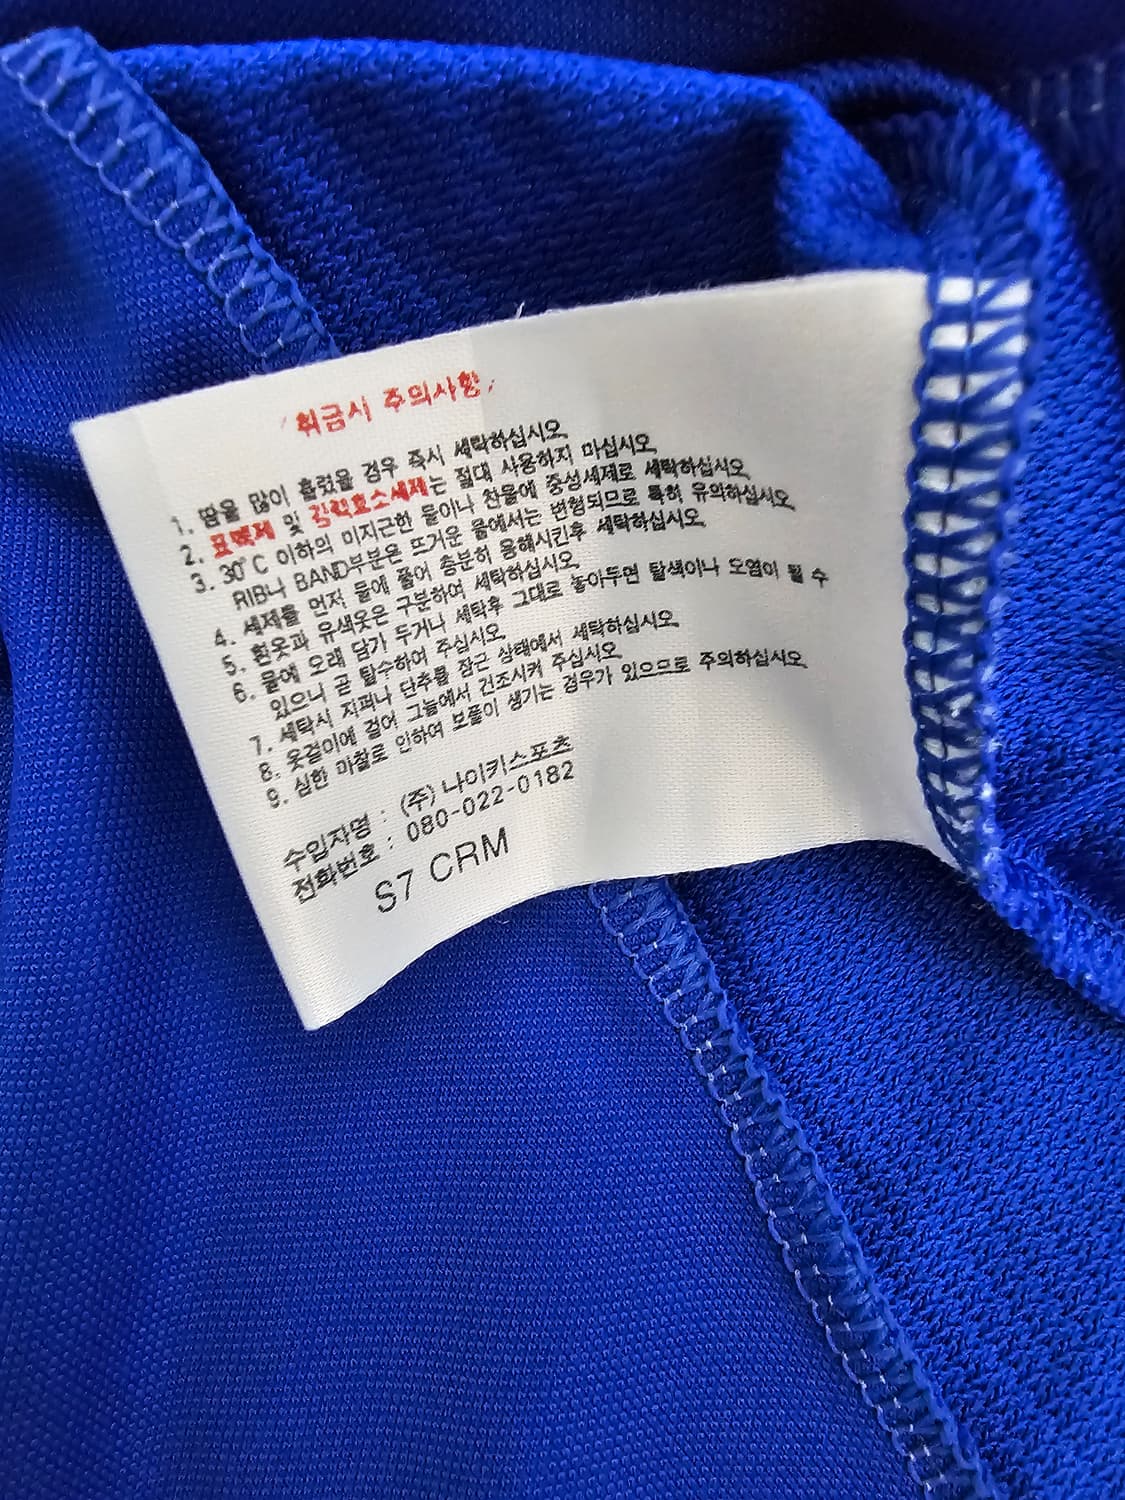 취급시 주의사항
1. 땀을 많이 흘렸을 경우 즉시 세탁하십시오.
2. 표백제 및 강력효소세제는 절대 사용하지 마십시오.
3. 30°C 이하의 미지근한 물이나 찬물에 중성세제로 세탁하십시오.
RIB나 BAND부분은 뜨거운 물에서는 변형되므로 특히 유의하십시오.
4. 세제를 먼저 물에 풀어 충분히 용해시킨후 세탁하십시오.
5. 흰옷과 유색옷은 구분하여 세탁하십시오.
6. 물에 오래 담가 두거나 세탁후 그대로 놓아두면 탈색이나 오염이 될 수
있으니 곧 탈수하여 주십시오.
7. 세탁시 지퍼나 단추를 잠근 상태에서 세탁하십시오.
8. 옷걸이에 걸어 그늘에서 건조시켜 주십시오.
9. 심한 마찰로 인하여 보풀이 생기는 경우가 있으므로 주의하십시오.
수입자명 : (주) 나이키스포츠
전화번호 : 080-022-0182
S7 CRM